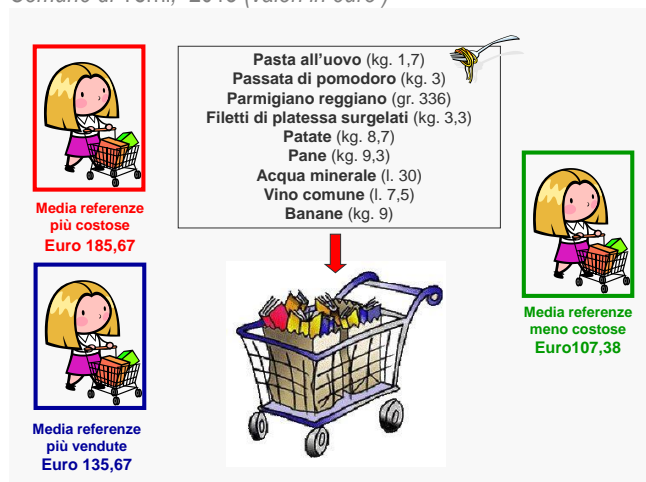 Pasta all'uovo (kg. 1,7)
Passata di pomodoro (kg. 3)
Parmigiano reggiano (gr. 336)
Filetti di platessa surgelati (kg. 3,3)
Patate (kg. 8,7)
Pane (kg. 9,3)
Acqua minerale (l. 30)
Vino comune (l. 7,5)
Banane (kg. 9)
Media referenze
più costose
Euro 185,67
Media referenze
più vendute
Euro 135,67
Media referenze
meno costose
Euro107,38